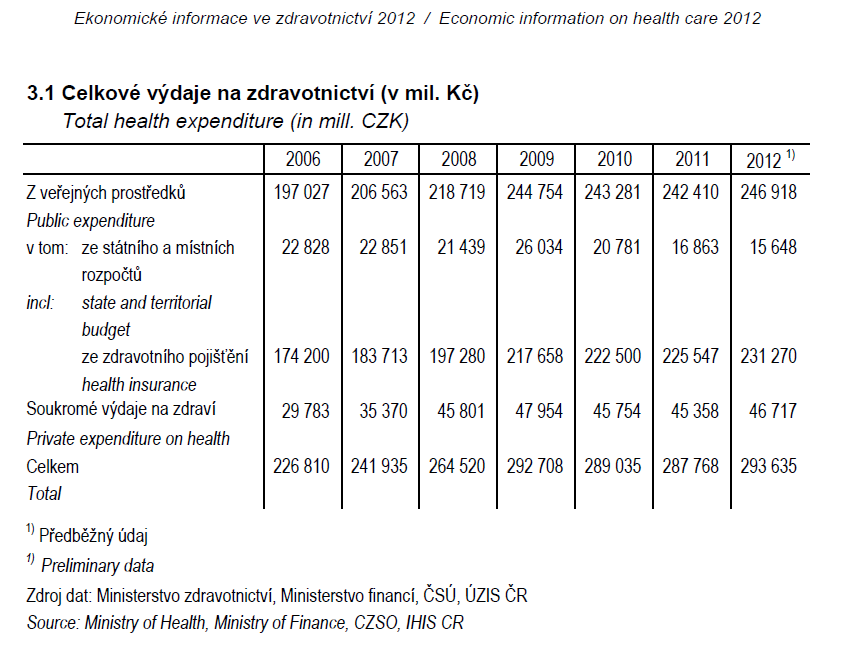 Ekonomické informace ve zdravotnictví 2012 / Economic information on health care 2012
3.1 Celkové výdaje na zdravotnictví (v mil. Kč)
Total health expenditure (in mill. CZK)
2006 2007 2008 2009 2010 2011 2012 1)
Z veřejných prostředků 197 027 206 563 218 719 244 754 243 281 242 410 246 918
Public expenditure
v tom: ze státního a místních 22 828 22 851 21 439 26 034 20 781 16 863 15 648
rozpočtů
incl: state and territorial
budget
ze zdravotního pojišťění 174 200 183 713 197 280 217 658 222 500 225 547 231 270
health insurance
Soukromé výdaje na zdraví 29 783 35 370 45 801 47 954 45 754 45 358 46 717
Private expenditure on health
Celkem 226 810 241 935 264 520 292 708 289 035 287 768 293 635
Total
1) Předběžný údaj
1) Preliminary data
Zdroj dat: Ministerstvo zdravotnictví, Ministerstvo financí, ČSÚ, ÚZIS ČR
Source: Ministry of Health, Ministry of Finance, CZSO, IHIS CR